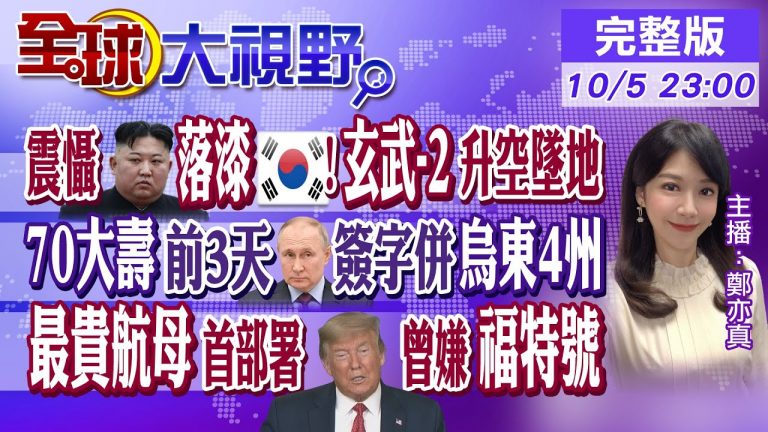 全球大視野
完整版
10/5 23:00
震懾 落漆 ! 玄武-2 升空墜地
70大壽 前3天 簽字併 烏東4州
最貴航母 首部署 曾嫌 福特號
主播：鄭亦真